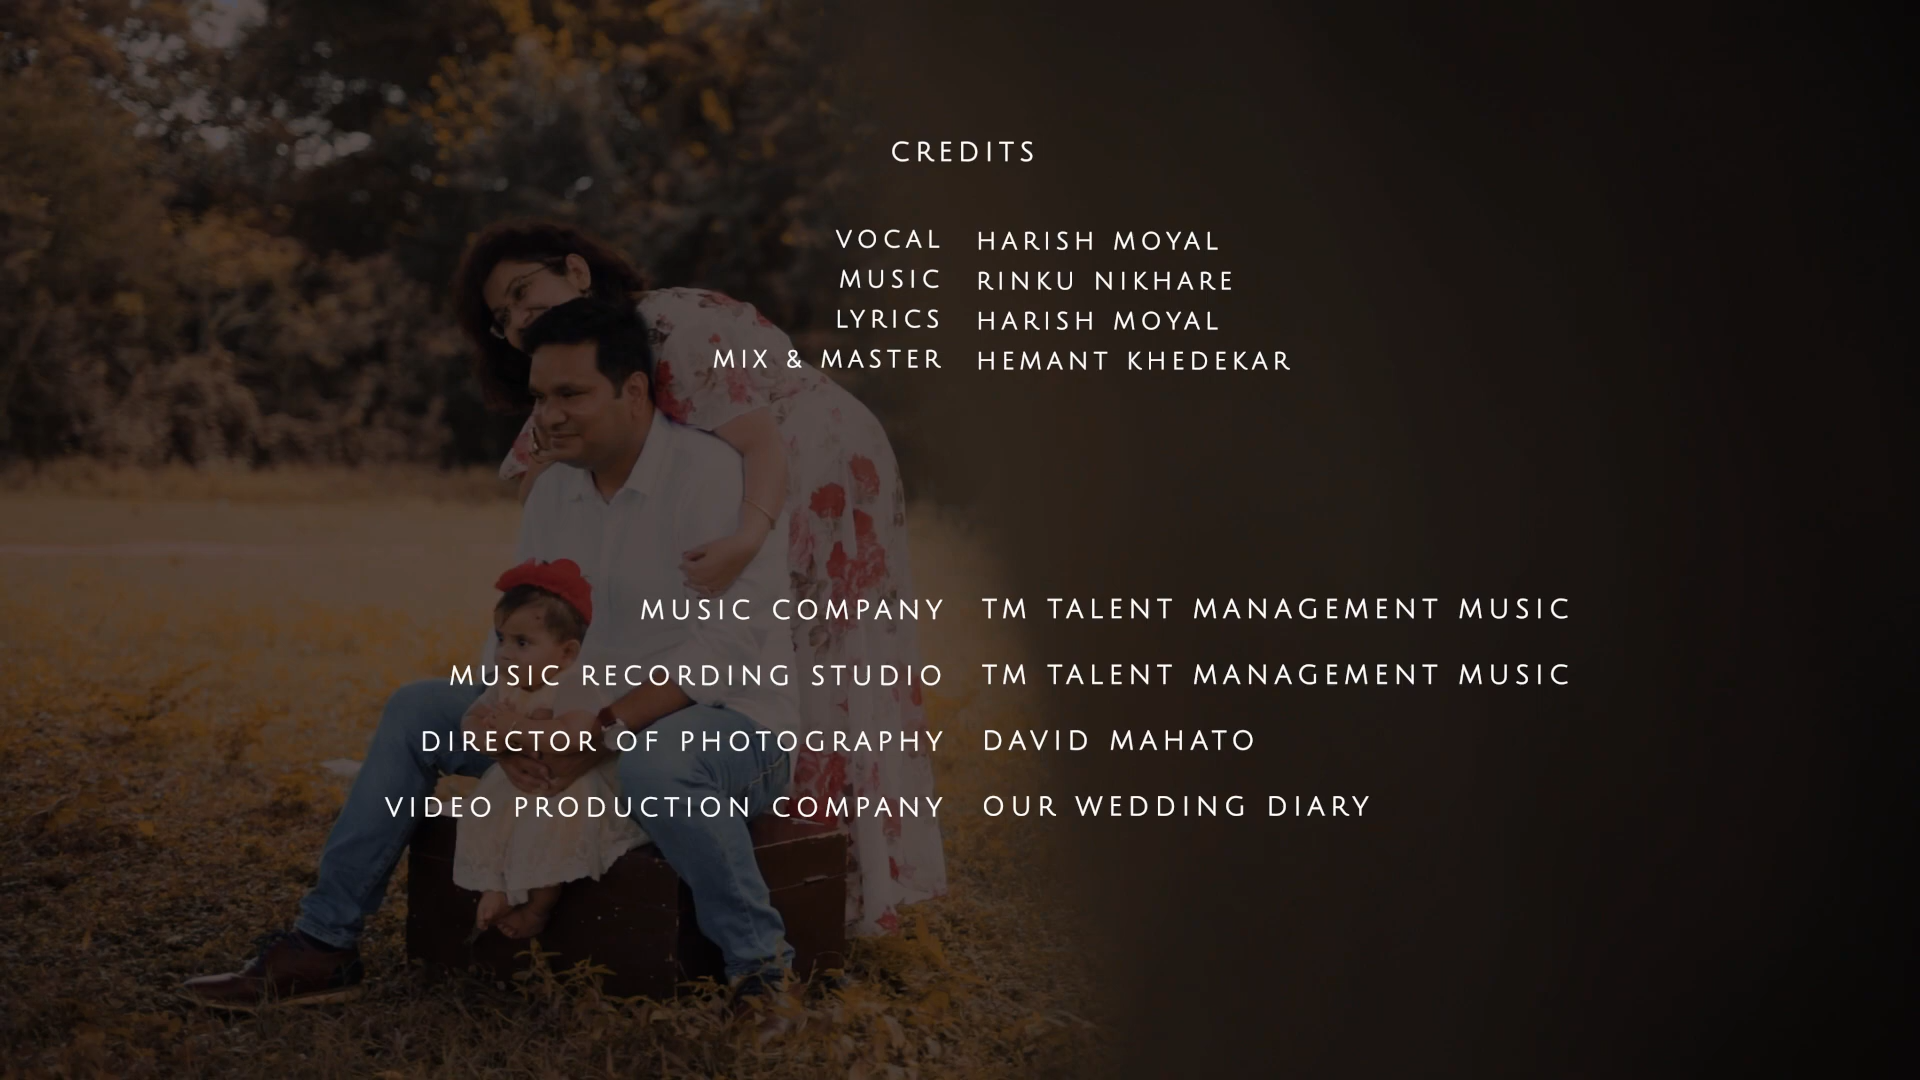 CREDITS
VOCAL HARISH MOYAL
MUSIC RINKU NIKHARE
LYRICS HARISH MOYAL
MIX & MASTER HEMANT KHEDEKAR
MUSIC COMPANY TM TALENT MANAGEMENT MUSIC
MUSIC RECORDING STUDIO TM TALENT MANAGEMENT MUSIC
DIRECTOR OF PHOTOGRAPHY DAVID MAHATO
VIDEO PRODUCTION COMPANY OUR WEDDING DIARY